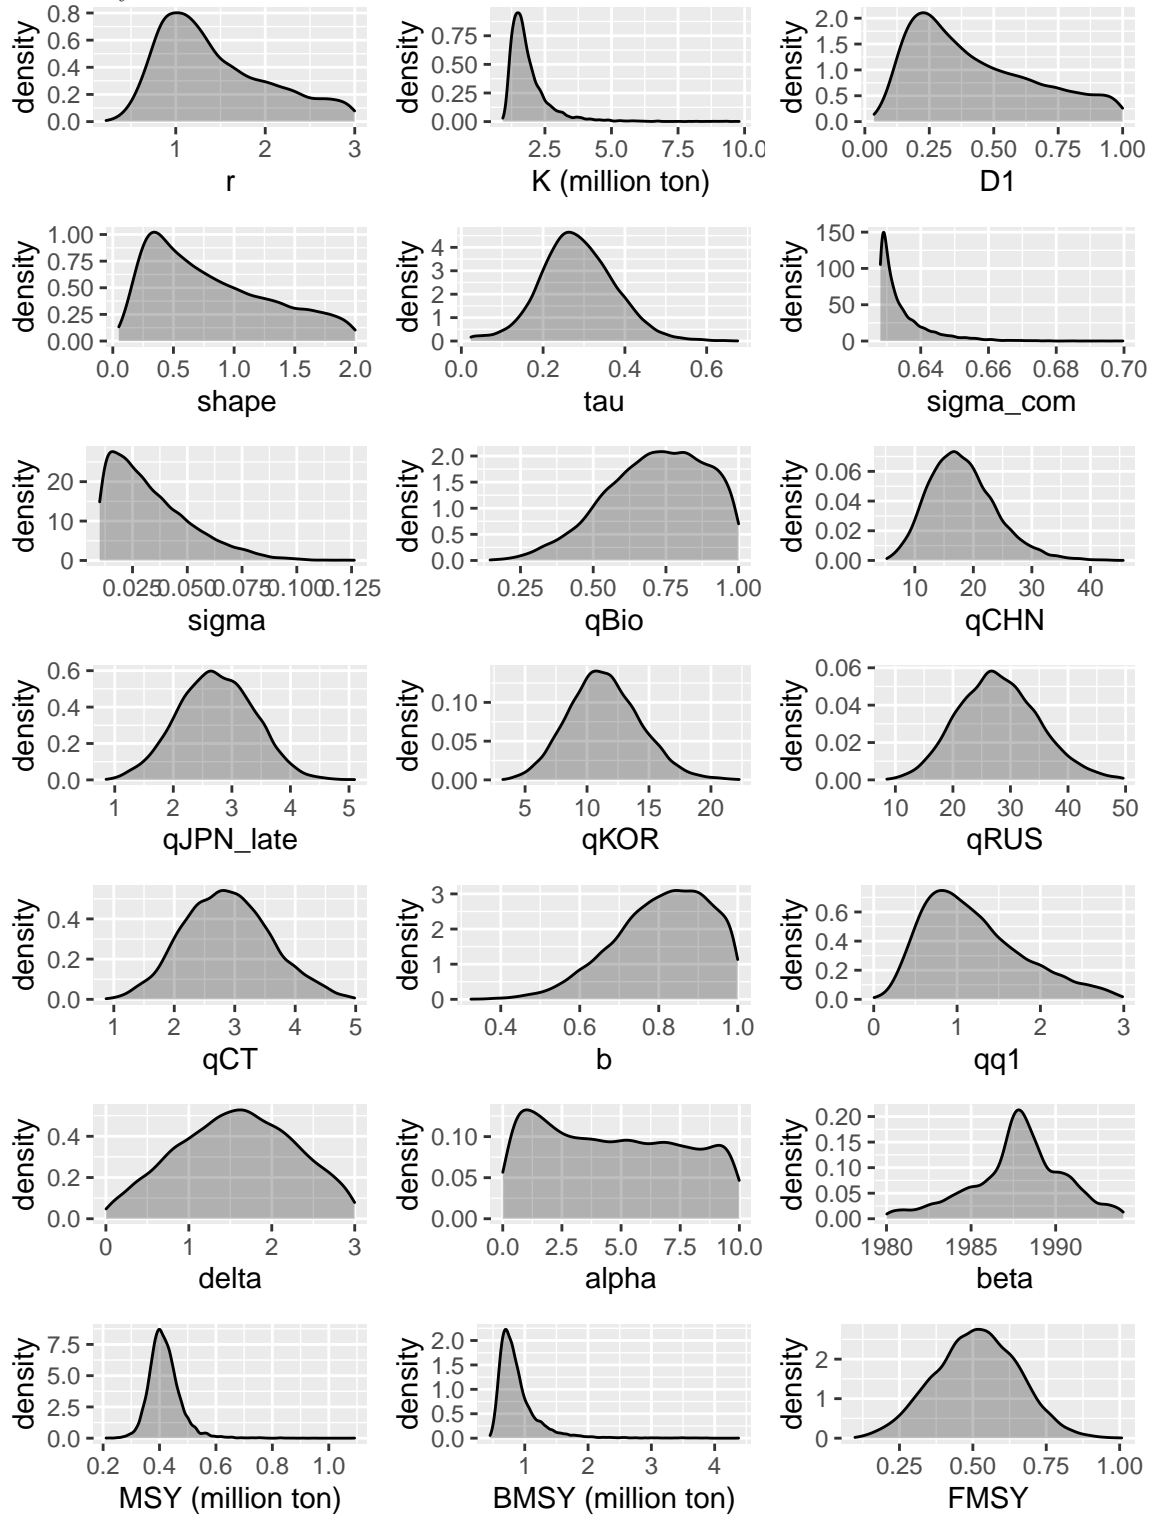 density 0.8 0.6 0.4 0.2 0.0 1 2 3 r
density 0.75 0.50 0.25 0.00 2.5 5.0 7.5 10.0 K (million ton)
density 2.0 1.5 1.0 0.5 0.0 0.00 0.25 0.50 0.75 1.00 D1
density 1.00 0.75 0.50 0.25 0.00 0.0 0.5 1.0 1.5 2.0 shape
density 4 3 2 1 0 0.0 0.2 0.4 0.6 tau
density 150 100 50 0 0.64 0.66 0.68 0.70 sigma_com
density 20 10 0 0.025 0.050 0.075 0.100 0.125 sigma
density 2.0 1.5 1.0 0.5 0.0 0.25 0.50 0.75 1.00 qBio
density 0.06 0.04 0.02 0.00 10 20 30 40 qCHN
density 0.6 0.4 0.2 0.0 1 2 3 4 5 qJPN_late
density 0.10 0.05 0.00 5 10 15 20 qKOR
density 0.06 0.04 0.02 0.00 10 20 30 40 50 qRUS
density 0.4 0.2 0.0 1 2 3 4 5 qCT
density 3 2 1 0 0.4 0.6 0.8 1.0 b
density 0.6 0.4 0.2 0.0 0 1 2 3 qq1
density 0.4 0.2 0.0 0 1 2 3 delta
density 0.10 0.05 0.00 0.0 2.5 5.0 7.5 10.0 alpha
density 0.20 0.15 0.10 0.05 0.00 1980 1985 1990 beta
density 7.5 5.0 2.5 0.0 0.2 0.4 0.6 0.8 1.0 MSY (million ton)
density 2.0 1.5 1.0 0.5 0.0 1 2 3 4 BMSY (million ton)
density 2 1 0 0.25 0.50 0.75 1.00 FMSY